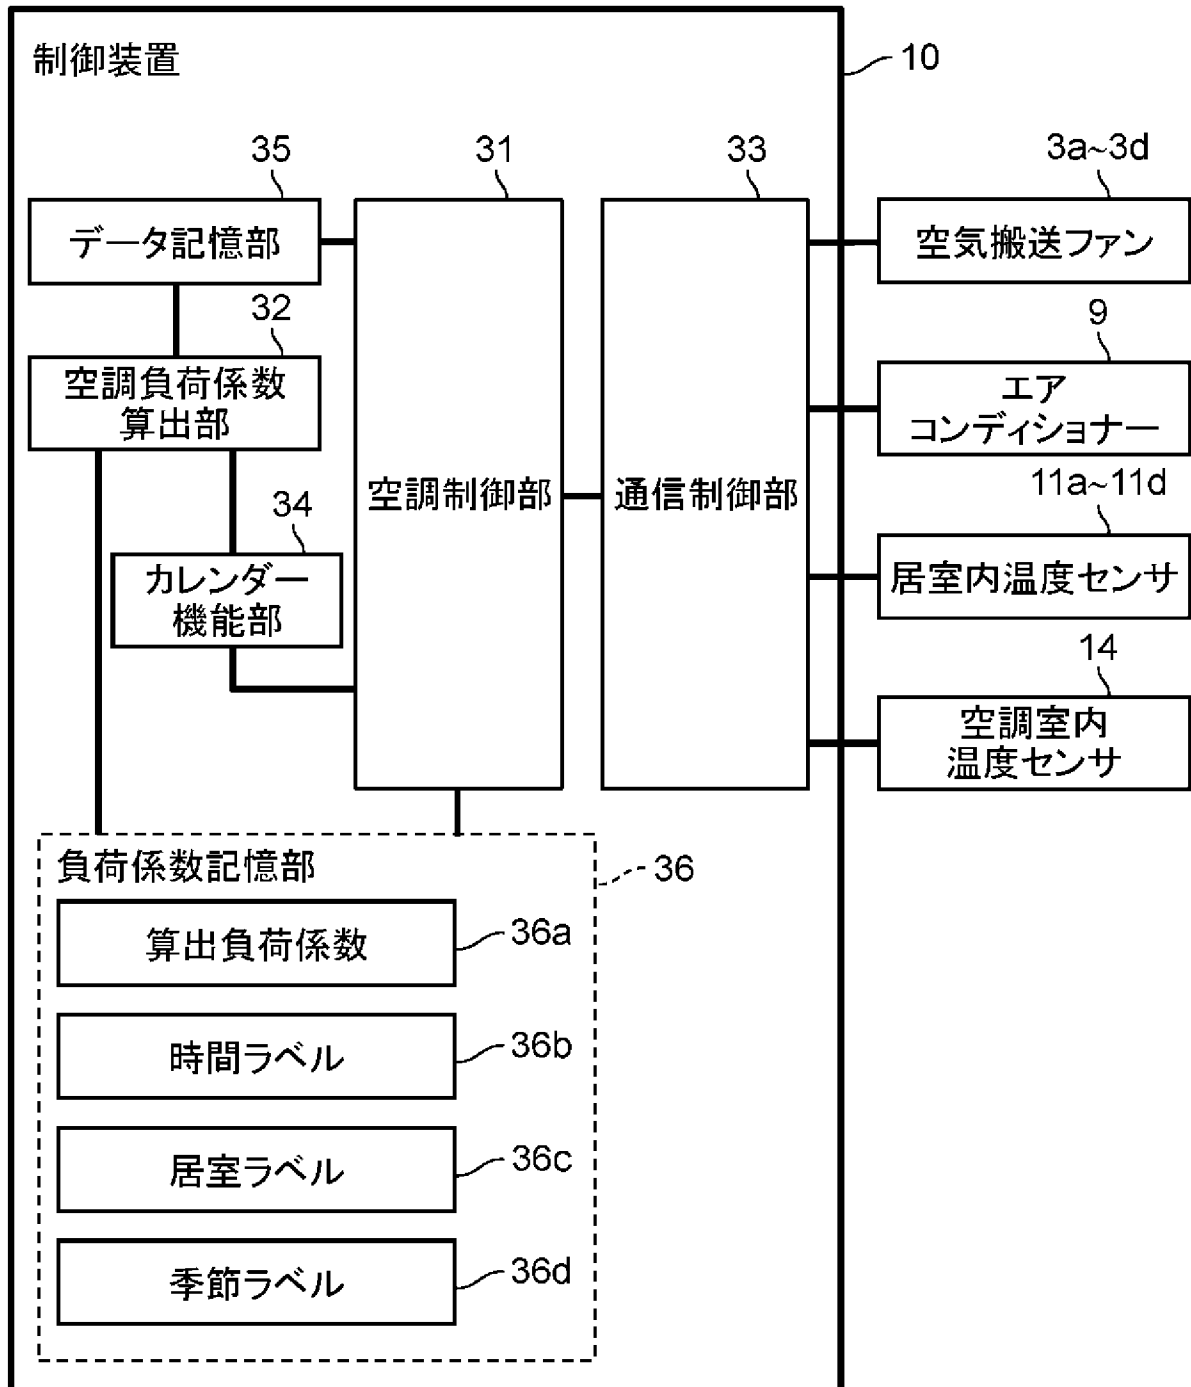 制御装置
10
35
31
33
3a~3d
データ記憶部
空気搬送ファン
32
9
空調負荷係数
算出部
エア
コンディショナー
空調制御部
通信制御部
11a~11d
34
カレンダー
機能部
居室内温度センサ
14
空調室内
温度センサ
負荷係数記憶部
36
算出負荷係数
36a
時間ラベル
36b
居室ラベル
36c
季節ラベル
36d